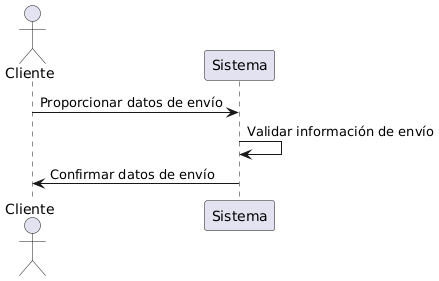 Cliente
Sistema
Proporcionar datos de envío
Validar información de envío
Confirmar datos de envío
Cliente
Sistema